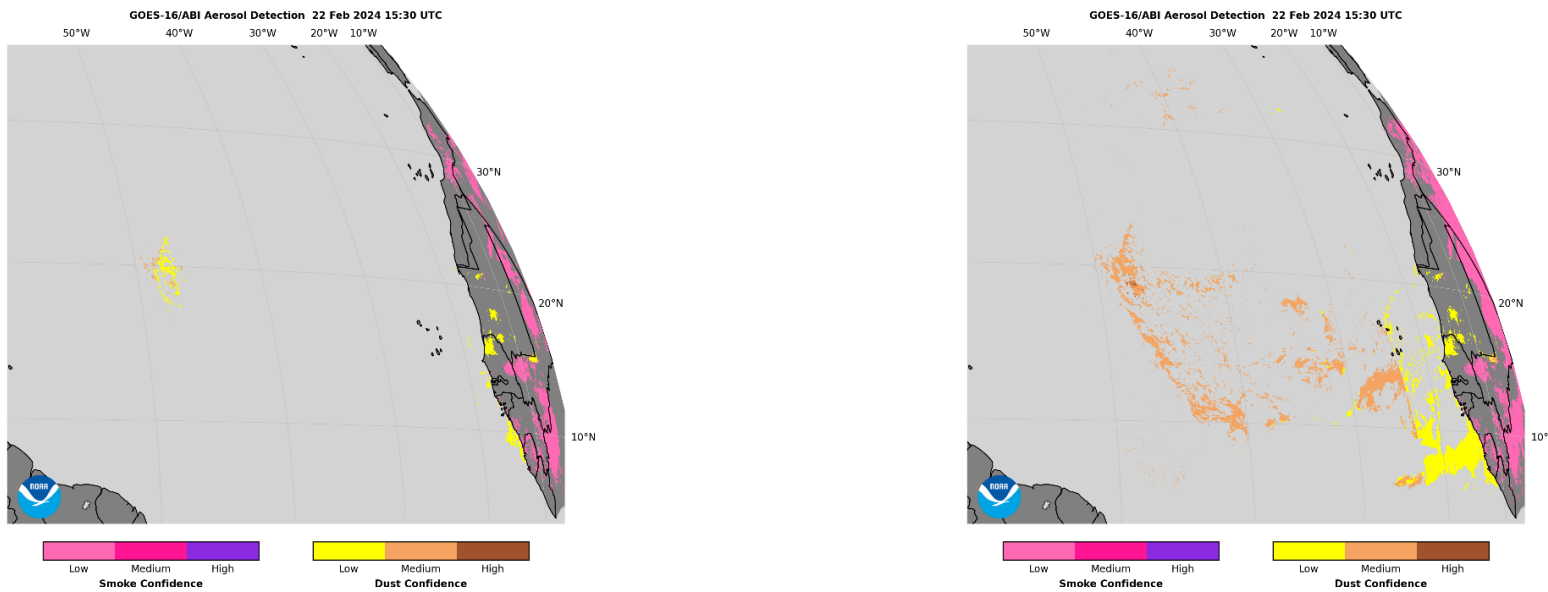 GOES-16/ABI Aerosol Detection 22 Feb 2024 15:30 UTC
50°W 40°W 30°W 20°W 10°W
30°N
20°N
10°N
NOAA
Low Medium High
Smoke Confidence
Low Medium High
Dust Confidence
GOES-16/ABI Aerosol Detection 22 Feb 2024 15:30 UTC
50°W 40°W 30°W 20°W 10°W
30°N
20°N
10°
NOAA
Low Medium High
Smoke Confidence
Low Medium High
Dust Confidence